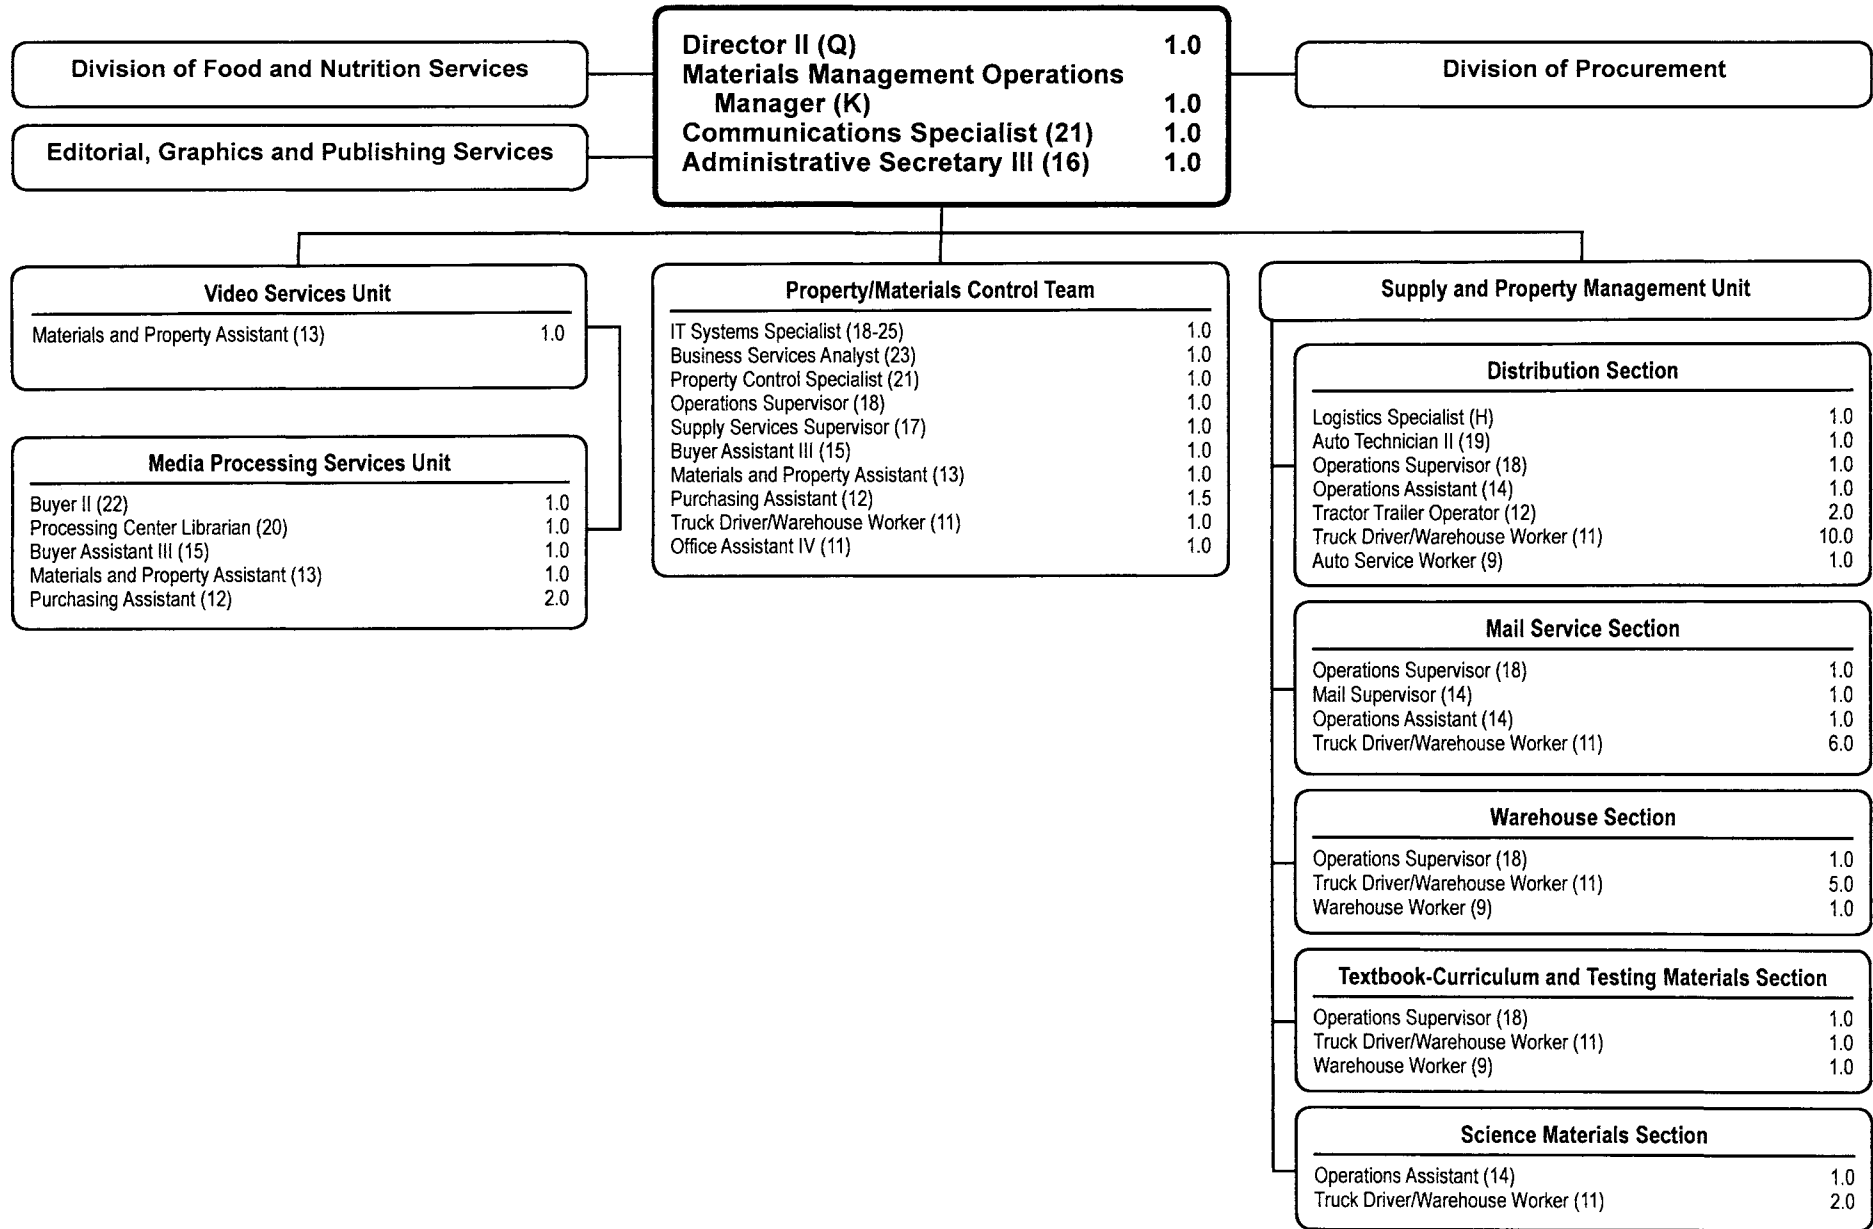 Division of Food and Nutrition Services
Editorial, Graphics and Publishing Services
Director II (Q) 1.0
Materials Management Operations
Manager (K) 1.0
Communications Specialist (21) 1.0
Administrative Secretary III (16) 1.0
Division of Procurement
Video Services Unit
Materials and Property Assistant (13) 1.0
Media Processing Services Unit
Buyer II (22) 1.0
Processing Center Librarian (20) 1.0
Buyer Assistant III (15) 1.0
Materials and Property Assistant (13) 1.0
Purchasing Assistant (12) 2.0
Property/Materials Control Team
IT Systems Specialist (18-25) 1.0
Business Services Analyst (23) 1.0
Property Control Specialist (21) 1.0
Operations Supervisor (18) 1.0
Supply Services Supervisor (17) 1.0
Buyer Assistant III (15) 1.0
Materials and Property Assistant (13) 1.0
Purchasing Assistant (12) 1.5
Truck Driver/Warehouse Worker (11) 1.0
Office Assistant IV (11) 1.0
Supply and Property Management Unit
Distribution Section
Logistics Specialist (H) 1.0
Auto Technician II (19) 1.0
Operations Supervisor (18) 1.0
Operations Assistant (14) 1.0
Tractor Trailer Operator (12) 2.0
Truck Driver/Warehouse Worker (11) 10.0
Auto Service Worker (9) 1.0
Mail Service Section
Operations Supervisor (18) 1.0
Mail Supervisor (14) 1.0
Operations Assistant (14) 1.0
Truck Driver/Warehouse Worker (11) 6.0
Warehouse Section
Operations Supervisor (18) 1.0
Truck Driver/Warehouse Worker (11) 5.0
Warehouse Worker (9) 1.0
Textbook-Curriculum and Testing Materials Section
Operations Supervisor (18) 1.0
Truck Driver/Warehouse Worker (11) 1.0
Warehouse Worker (9) 1.0
Science Materials Section
Operations Assistant (14) 1.0
Truck Driver/Warehouse Worker (11) 2.0